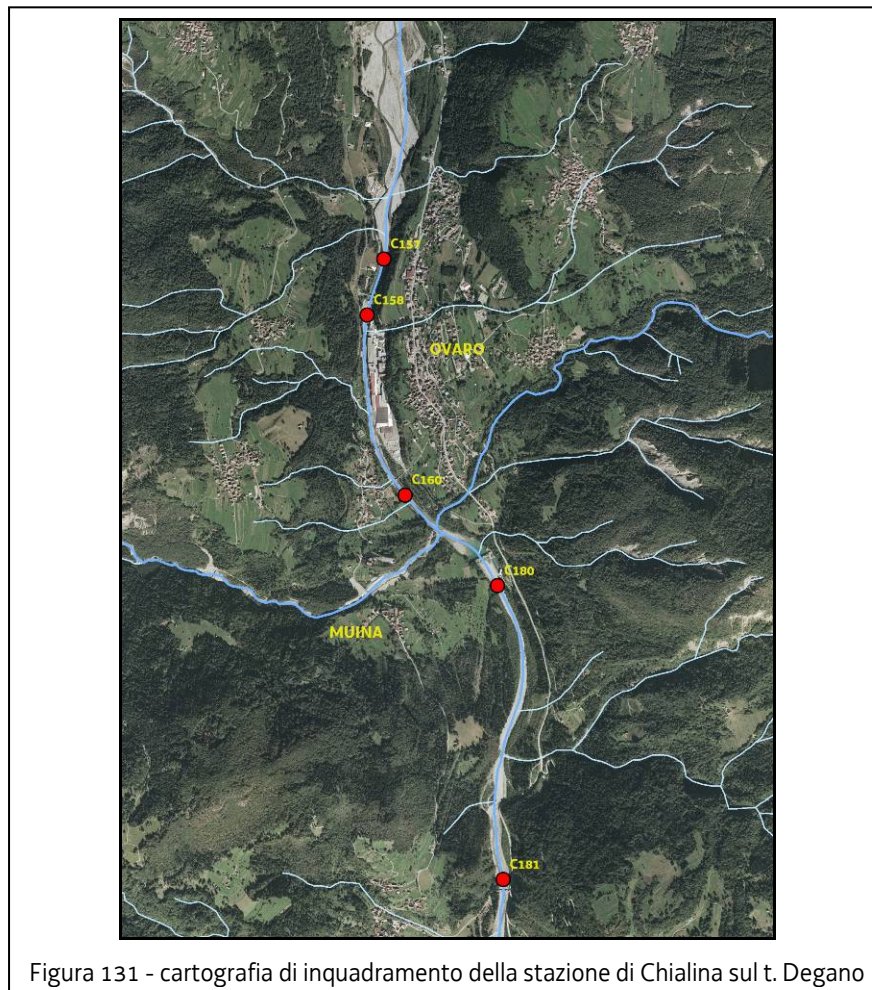 C157
C158
OVARO
C160
C180
MUINA
C181
Figura 131 - cartografia di inquadramento della stazione di Chialina sul t. Degano